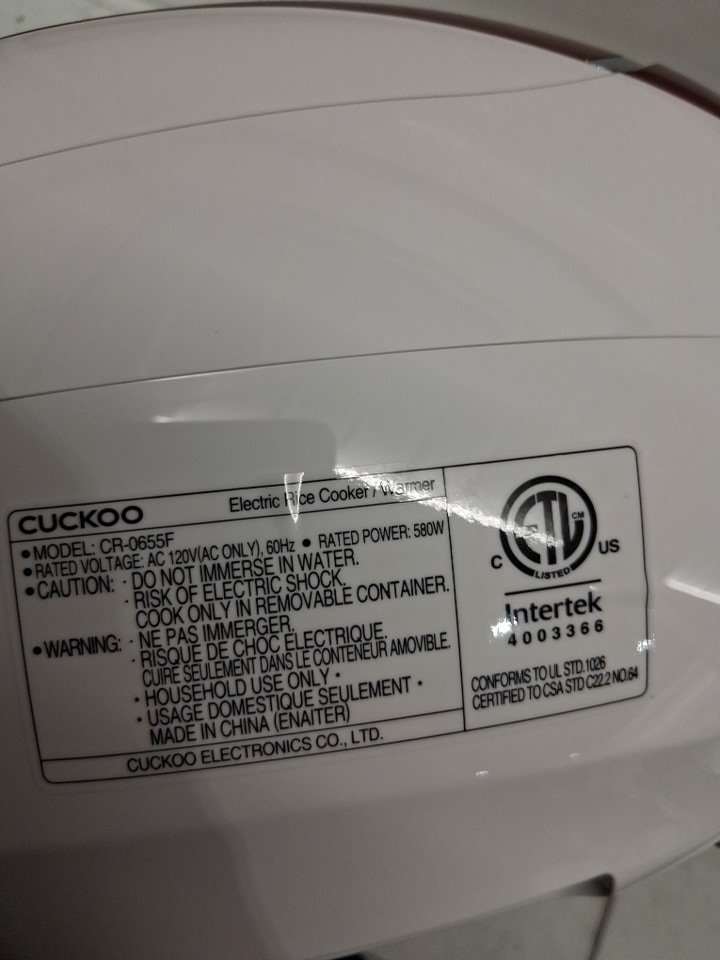 CUCKOO
Electric Rice Cooker / Warmer
• MODEL: CR-0655F
• RATED VOLTAGE: AC 120V(AC ONLY), 60Hz • RATED POWER: 580W
• CAUTION: · DO NOT IMMERSE IN WATER.
· RISK OF ELECTRIC SHOCK.
COOK ONLY IN REMOVABLE CONTAINER.
• WARNING: · NE PAS IMMERGER.
· RISQUE DE CHOC ELECTRIQUE.
CUIRE SEULEMENT DANS LE CONTENEUR AMOVIBLE.
* HOUSEHOLD USE ONLY *
* USAGE DOMESTIQUE SEULEMENT *
MADE IN CHINA (ENAITER)
CUCKOO ELECTRONICS CO., LTD.
ETL CM
LISTED
C US
Intertek
4003366
CONFORMS TO UL STD.1026
CERTIFIED TO CSA STD C22.2 NO.64